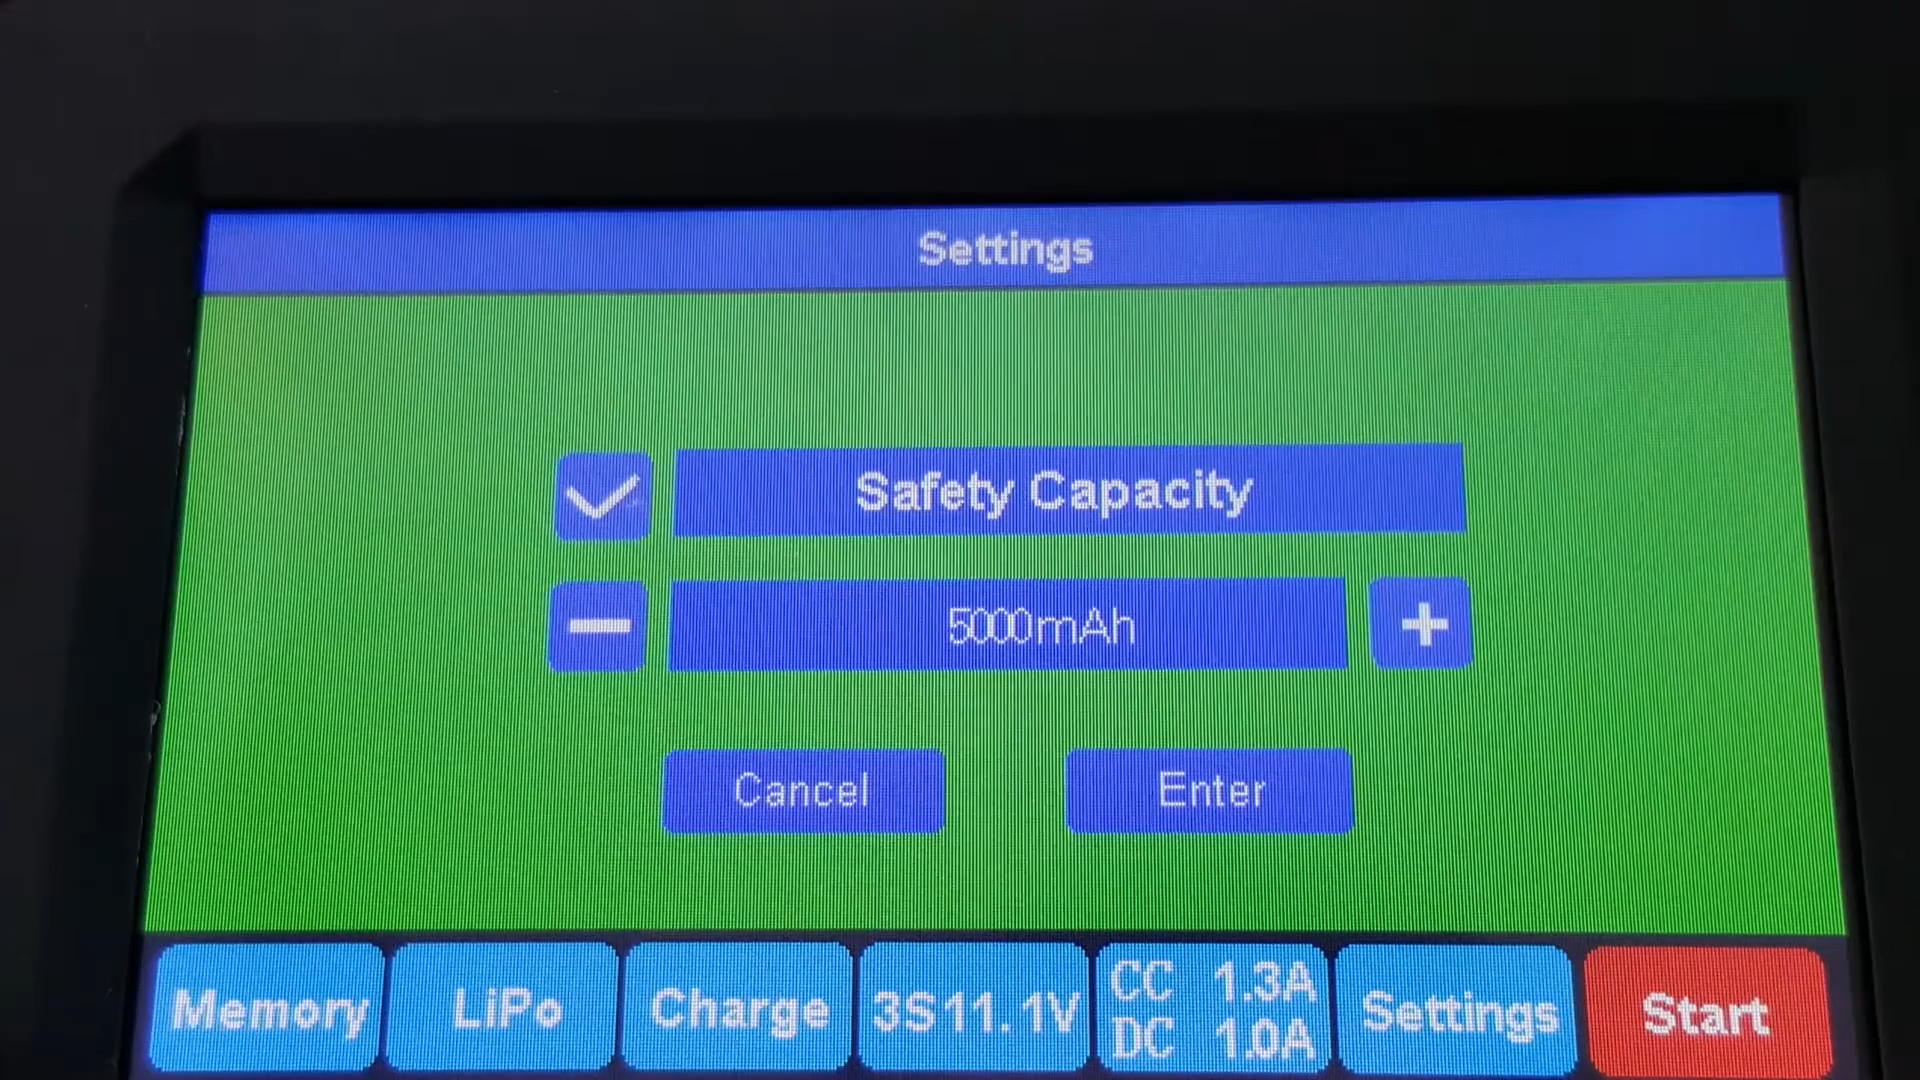 Settings
Safety Capacity
5000mAh
Cancel
Enter
Memory
LiPo
Charge
3S11.1V
CC 1.3A
DC 1.0A
Settings
Start